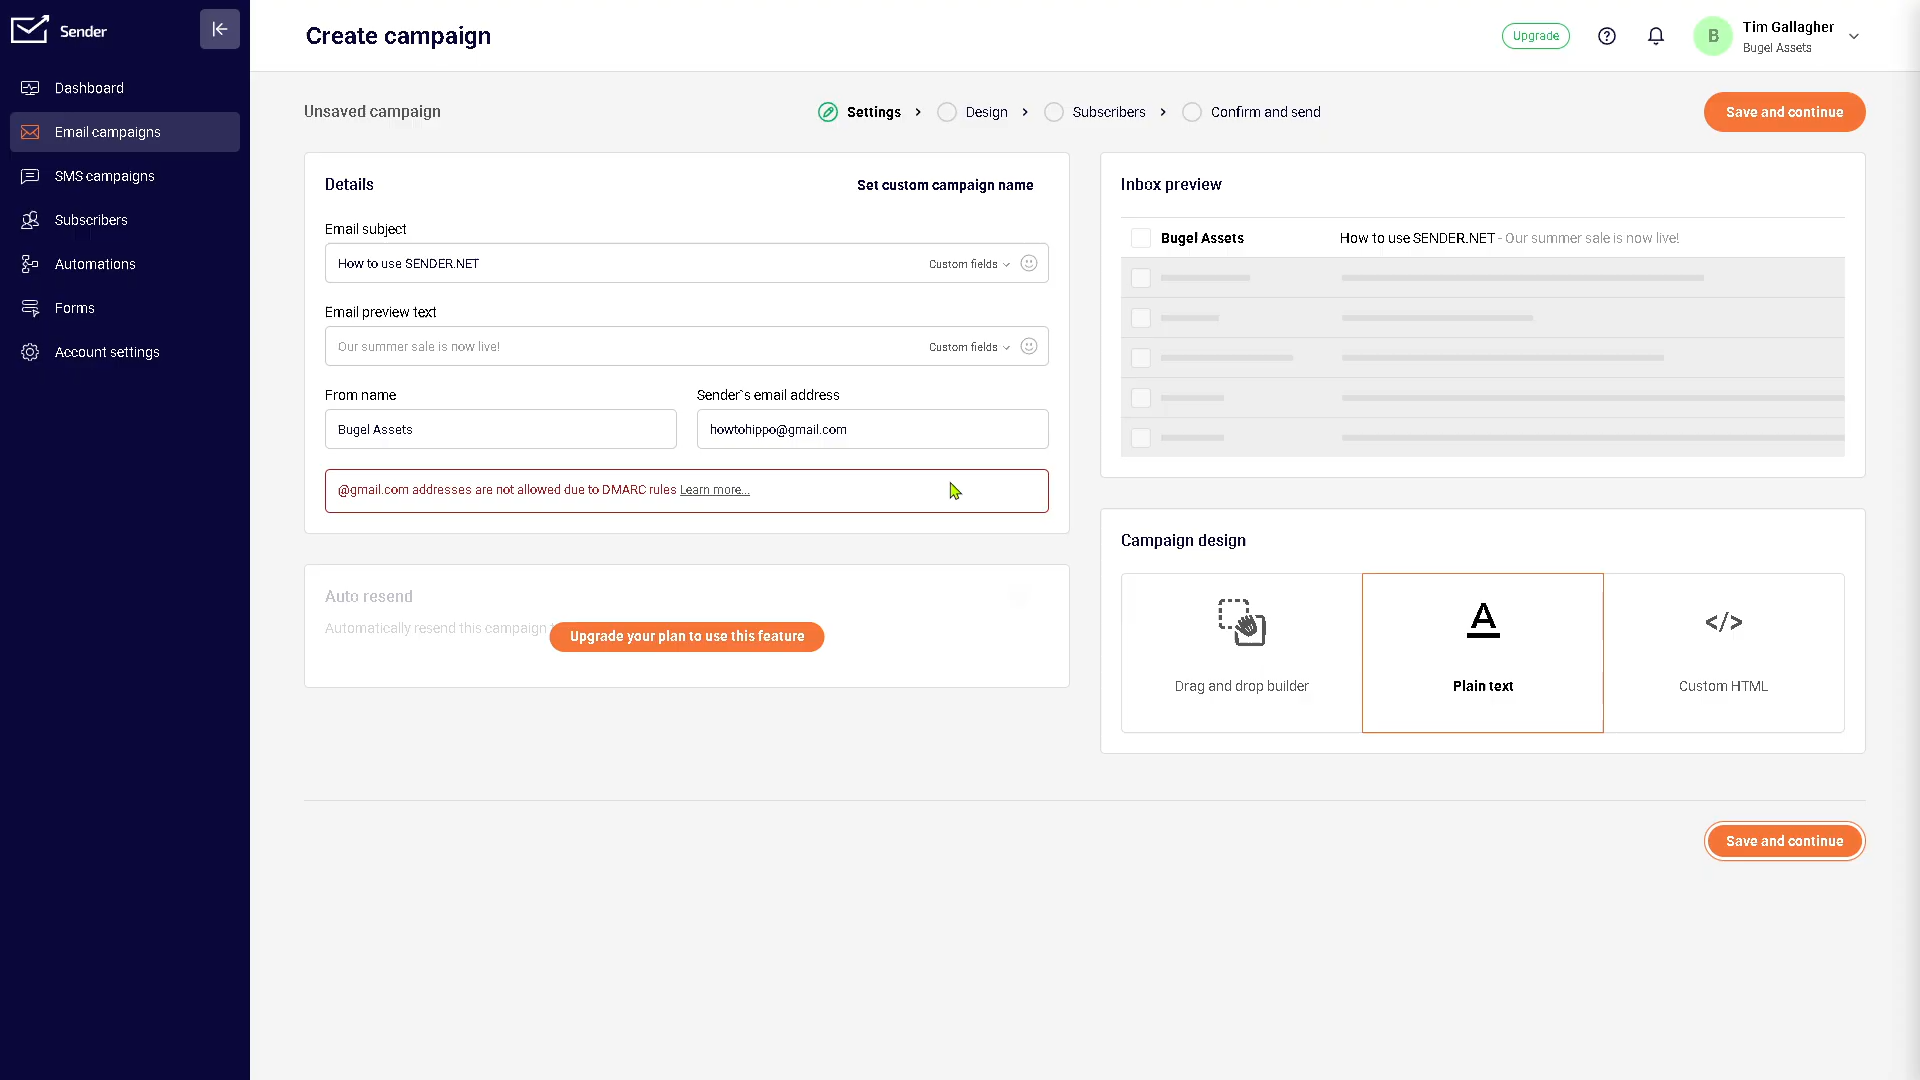 Sender
Dashboard
Email campaigns
SMS campaigns
Subscribers
Automations
Forms
Account settings
Create campaign
Upgrade
B
Tim Gallagher
Bugel Assets
Unsaved campaign
Settings
Design
Subscribers
Confirm and send
Save and continue
Details
Set custom campaign name
Email subject
How to use SENDER.NET
Custom fields
Email preview text
Our summer sale is now live!
Custom fields
From name
Sender`s email address
Bugel Assets
howtohippo@gmail.com
@gmail.com addresses are not allowed due to DMARC rules Learn more...
Auto resend
Automatically resend this campaign
Upgrade your plan to use this feature
Inbox preview
Bugel Assets
How to use SENDER.NET - Our summer sale is now live!
Campaign design
A
</>
Drag and drop builder
Plain text
Custom HTML
Save and continue